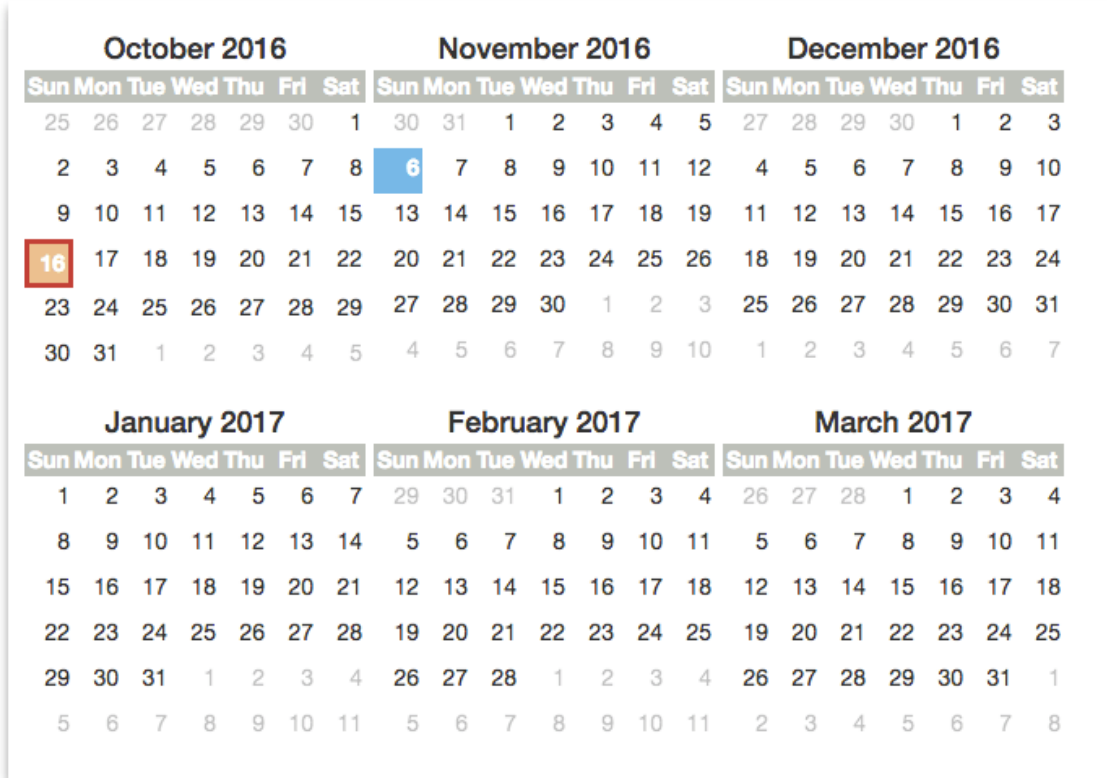 October 2016 November 2016 December 2016
Sun Mon Tue Wed Thu Fri Sat Sun Mon Tue Wed Thu Fri Sat Sun Mon Tue Wed Thu Fri Sat
25 26 27 28 29 30 1 30 31 1 2 3 4 5 27 28 29 30 1 2 3
2 3 4 5 6 7 8 6 7 8 9 10 11 12 4 5 6 7 8 9 10
9 10 11 12 13 14 15 13 14 15 16 17 18 19 11 12 13 14 15 16 17
16 17 18 19 20 21 22 20 21 22 23 24 25 26 18 19 20 21 22 23 24
23 24 25 26 27 28 29 27 28 29 30 1 2 3 25 26 27 28 29 30 31
30 31 1 2 3 4 5 4 5 6 7 8 9 10 1 2 3 4 5 6 7
January 2017 February 2017 March 2017
Sun Mon Tue Wed Thu Fri Sat Sun Mon Tue Wed Thu Fri Sat Sun Mon Tue Wed Thu Fri Sat
1 2 3 4 5 6 7 29 30 31 1 2 3 4 26 27 28 1 2 3 4
8 9 10 11 12 13 14 5 6 7 8 9 10 11 5 6 7 8 9 10 11
15 16 17 18 19 20 21 12 13 14 15 16 17 18 12 13 14 15 16 17 18
22 23 24 25 26 27 28 19 20 21 22 23 24 25 19 20 21 22 23 24 25
29 30 31 1 2 3 4 26 27 28 1 2 3 4 26 27 28 29 30 31 1
5 6 7 8 9 10 11 5 6 7 8 9 10 11 2 3 4 5 6 7 8